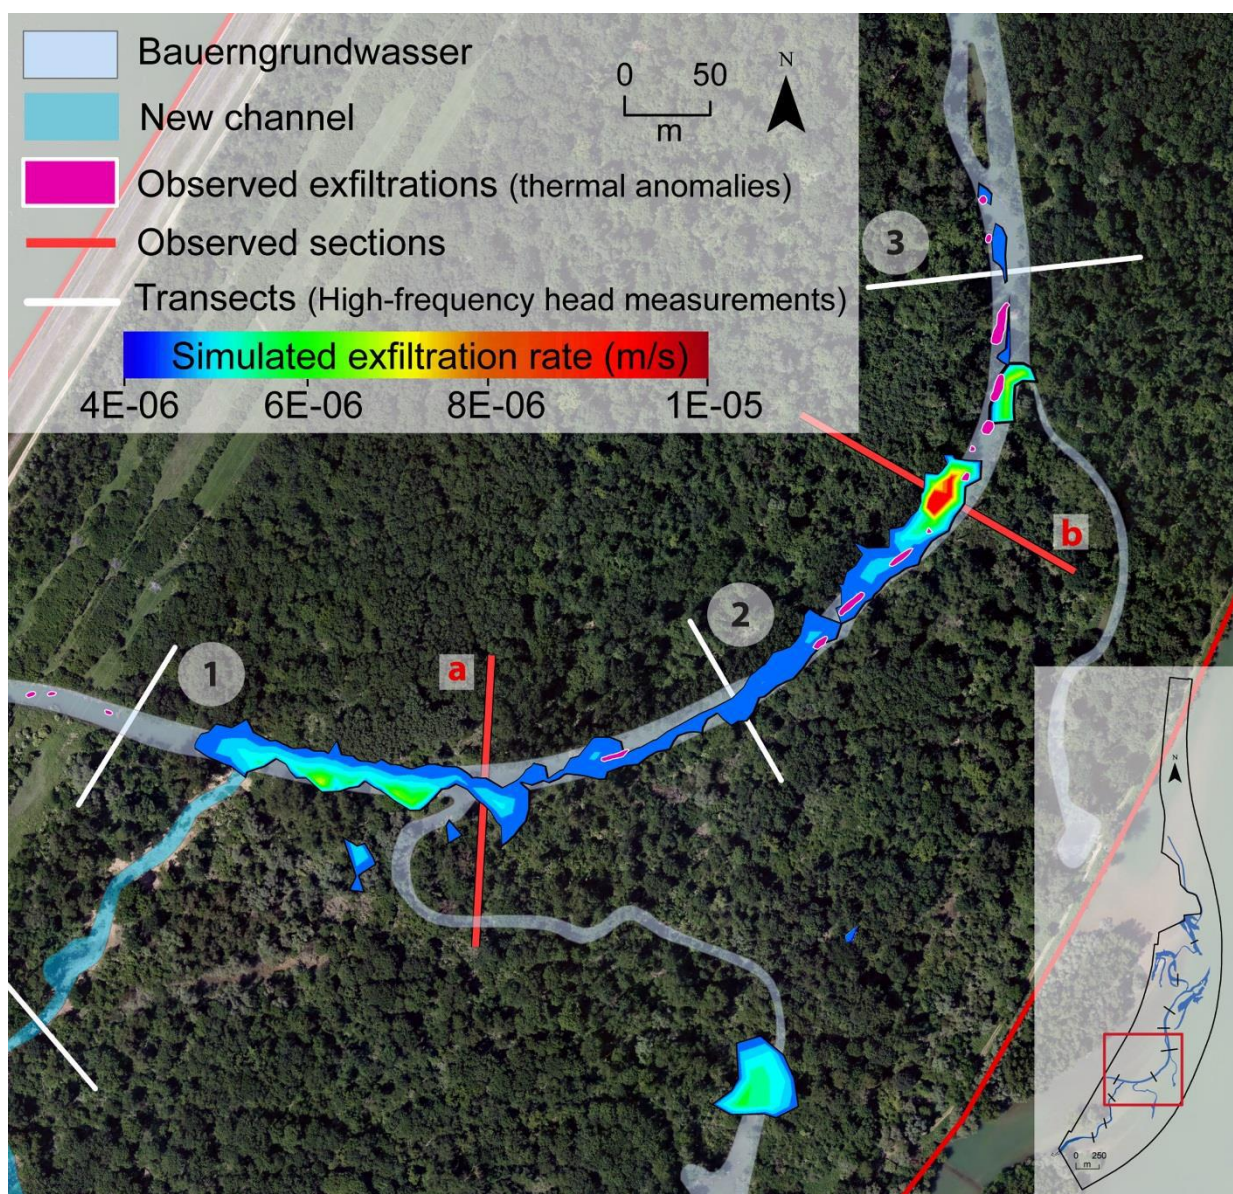 Bauerngrundwasser
New channel
Observed exfiltrations (thermal anomalies)
Observed sections
Transects (High-frequency head measurements)
Simulated exfiltration rate (m/s)
4E-06 6E-06 8E-06 1E-05
0 50
m
N
3
b
2
a
1
0 250
m